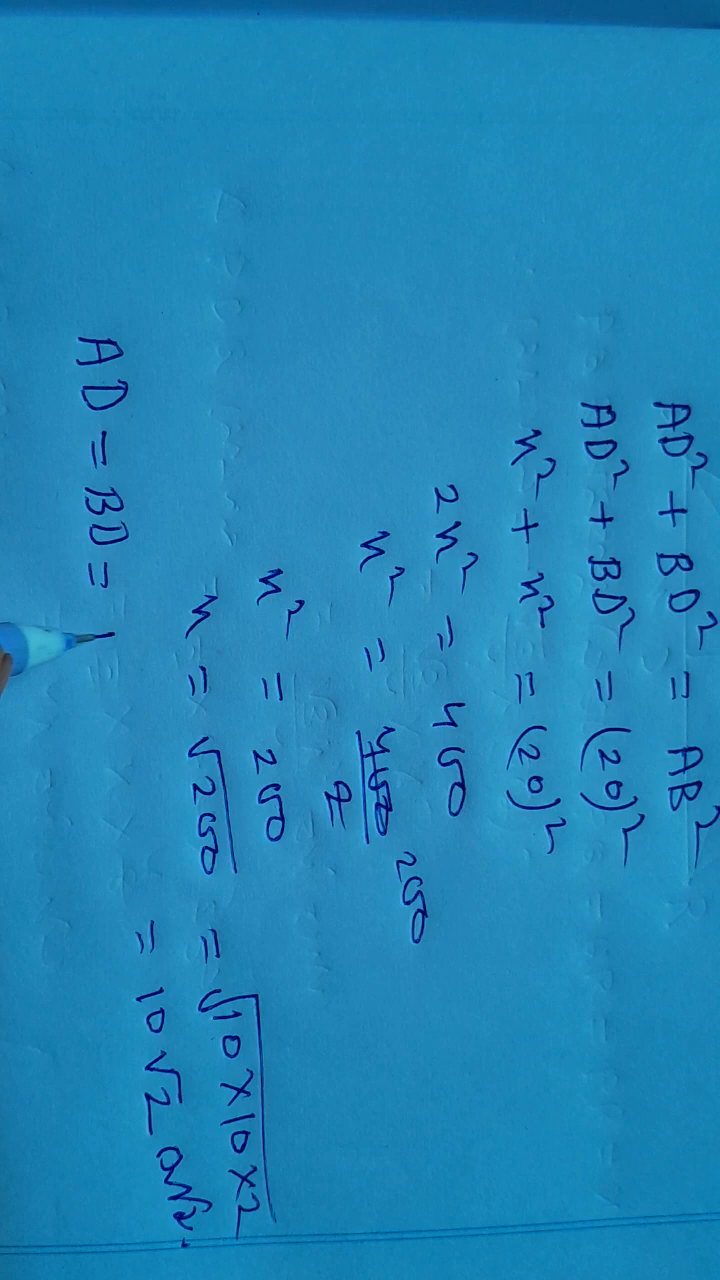 AD² + BD² = AB²
AD² + BD² = (20)²
x² + x² = (20)²
2x² = 400
x² = 400/2 200
x² = 200
x = √200 = √10×10×2
= 10√2
AD = BD =